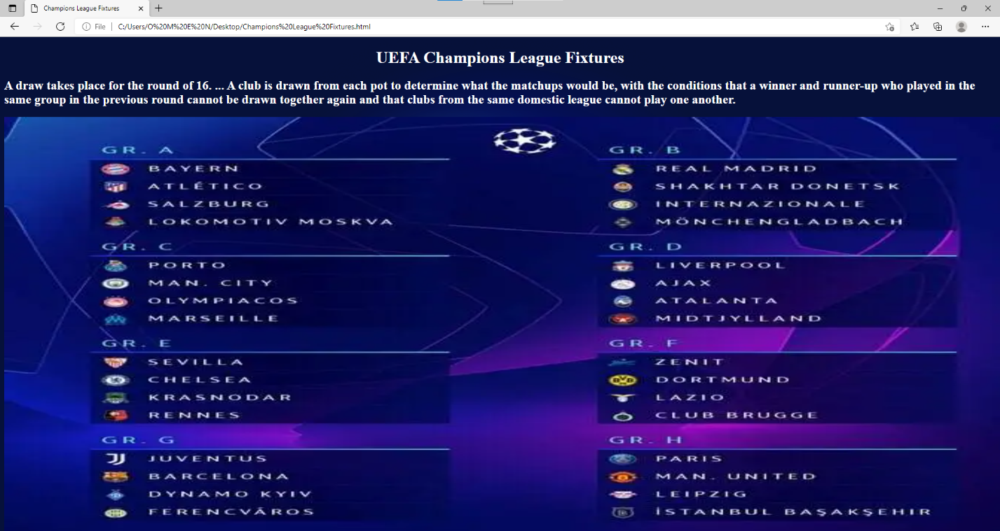 Champions League Fixtures
File
C:/Users/O%20M%20E%20N/Desktop/Champions%20League%20Fixtures.html
UEFA Champions League Fixtures
A draw takes place for the round of 16. ... A club is drawn from each pot to determine what the matchups would be, with the conditions that a winner and runner-up who played in the
same group in the previous round cannot be drawn together again and that clubs from the same domestic league cannot play one another.
GR. A
BAYERN
ATLÉTICO
SALZBURG
LOKOMOTIV MOSKVA
GR. B
REAL MADRID
SHAKHTAR DONETSK
INTERNAZIONALE
MÖNCHENGLADBACH
GR. C
PORTO
MAN. CITY
OLYMPIACOS
MARSEILLE
GR. D
LIVERPOOL
AJAX
ATALANTA
MIDTJYLLAND
GR. E
SEVILLA
CHELSEA
KRASNODAR
RENNES
GR. F
ZENIT
BVB
DORTMUND
LAZIO
CLUB BRUGGE
GR. G
JUVENTUS
BARCELONA
DYNAMO KYIV
FERENCVÁROS
GR. H
PARIS
MAN. UNITED
LEIPZIG
İSTANBUL BAŞAKŞEHIR